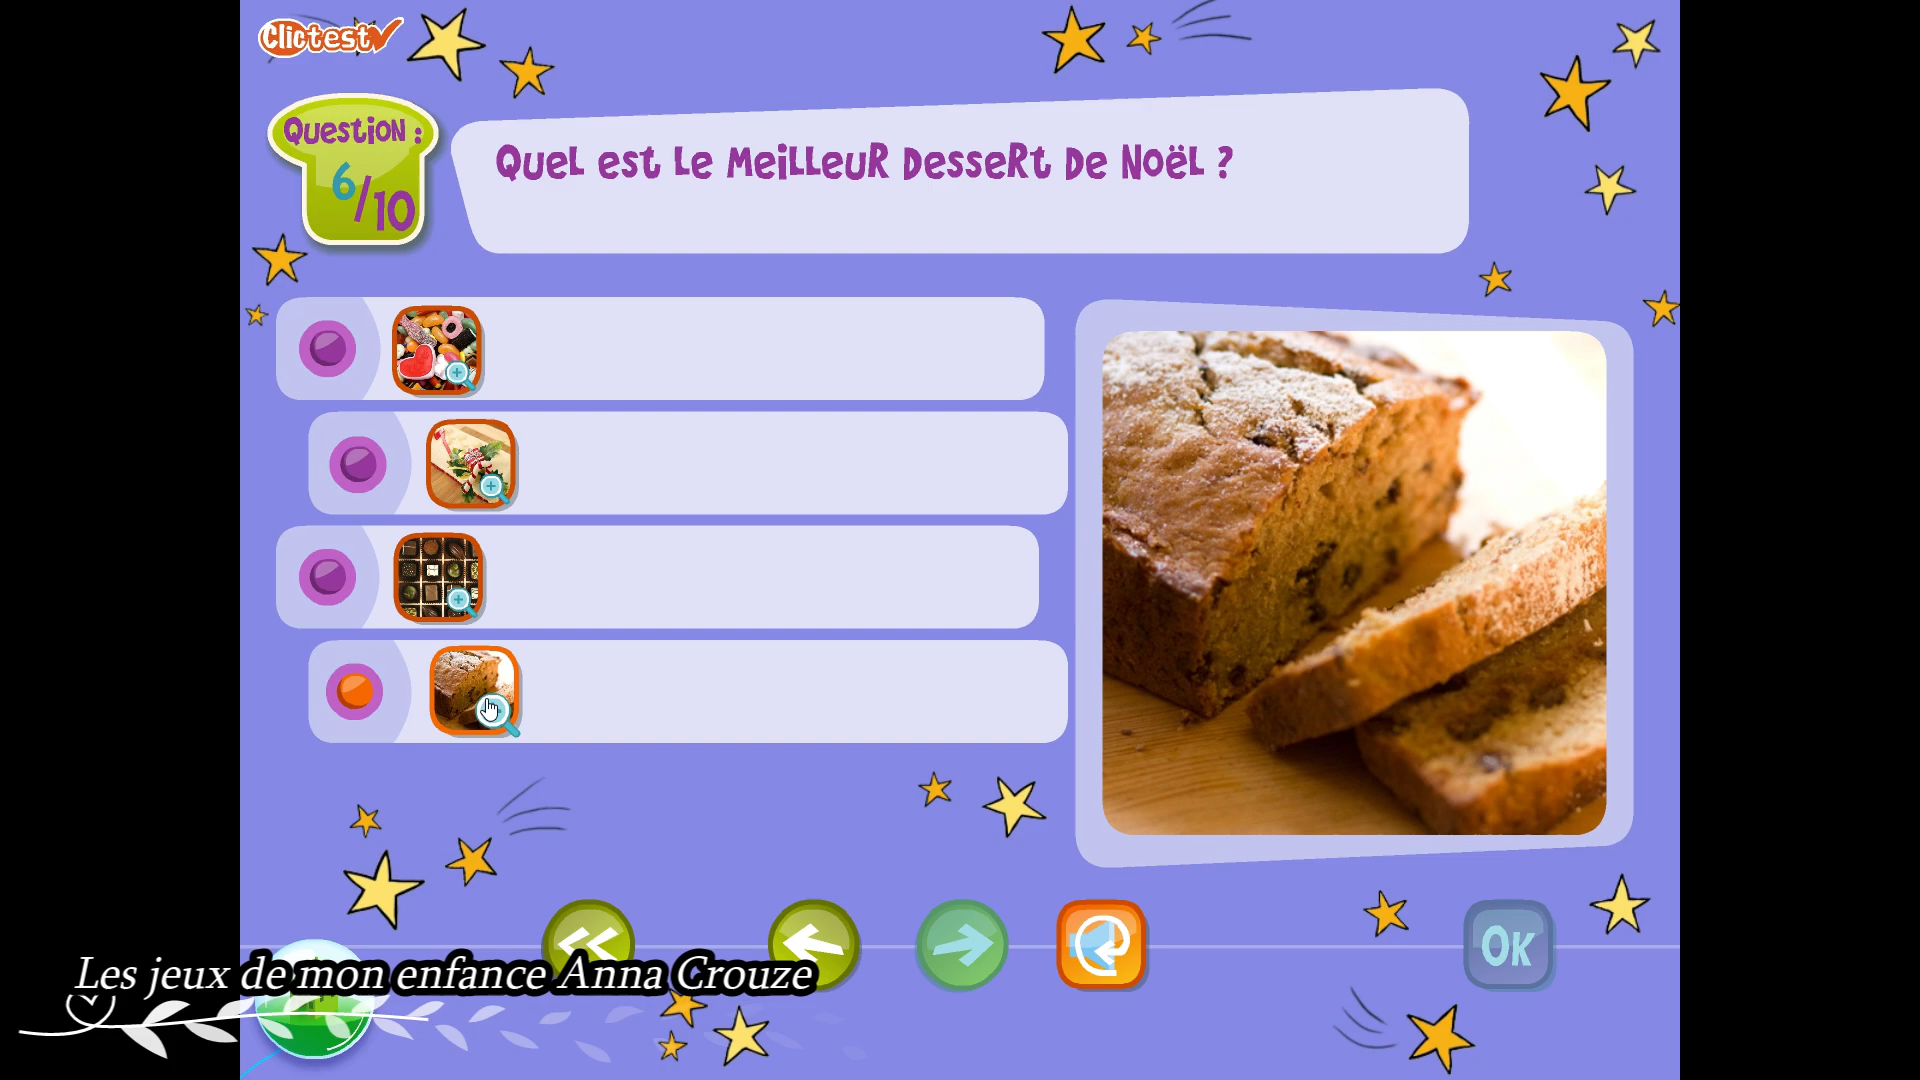 Clictest
Question :
6/10
Quel est le meilleur dessert de Noël ?
OK
Les jeux de mon enfance Anna Crouze